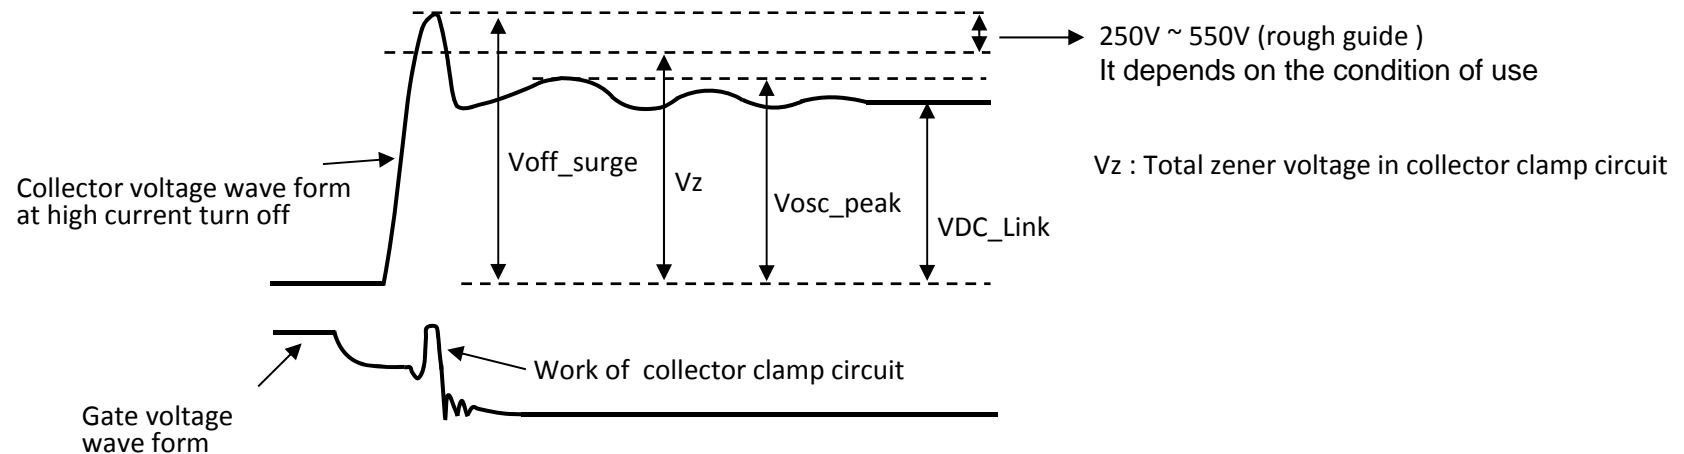 250V ~ 550V (rough guide )
It depends on the condition of use
Voff_surge
Vz
Vz : Total zener voltage in collector clamp circuit
Collector voltage wave form
at high current turn off
Vosc_peak
VDC_Link
Work of  collector clamp circuit
Gate voltage
wave form